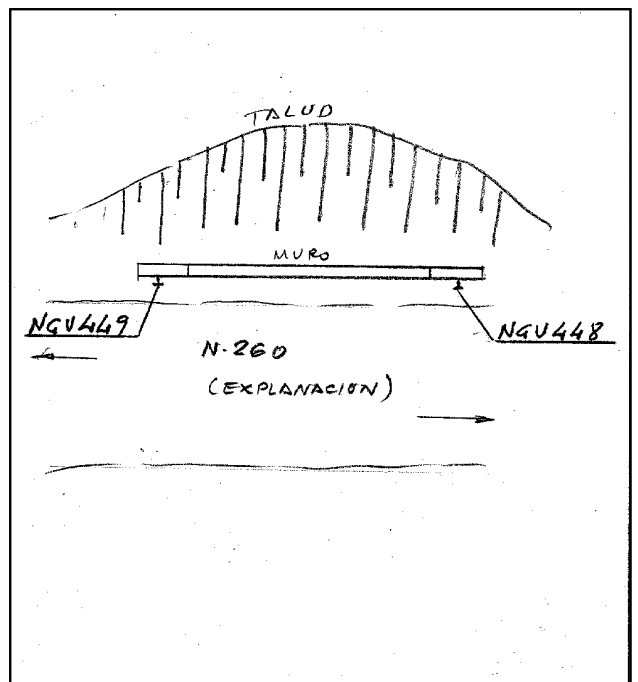 TALUD
MURO
NGV449
NGV448
N-260
(EXPLANACION)